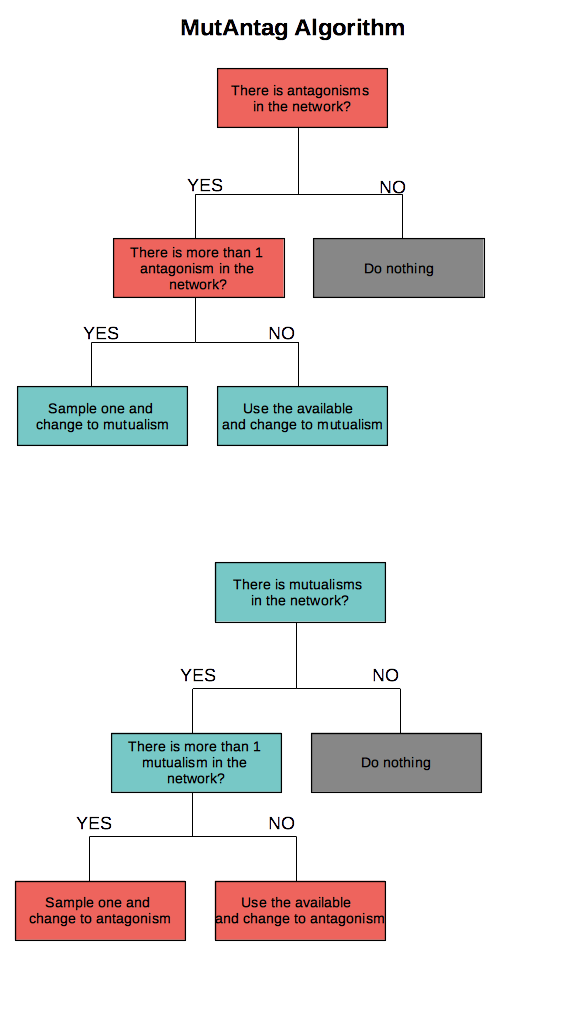 MutAntag Algorithm
There is antagonisms
in the network?
YES
NO
There is more than 1
antagonism in the
network?
Do nothing
YES
NO
Sample one and
change to mutualism
Use the available
and change to mutualism
There is mutualisms
in the network?
YES
NO
There is more than 1
mutualism in the
network?
Do nothing
YES
NO
Sample one and
change to antagonism
Use the available
and change to antagonism